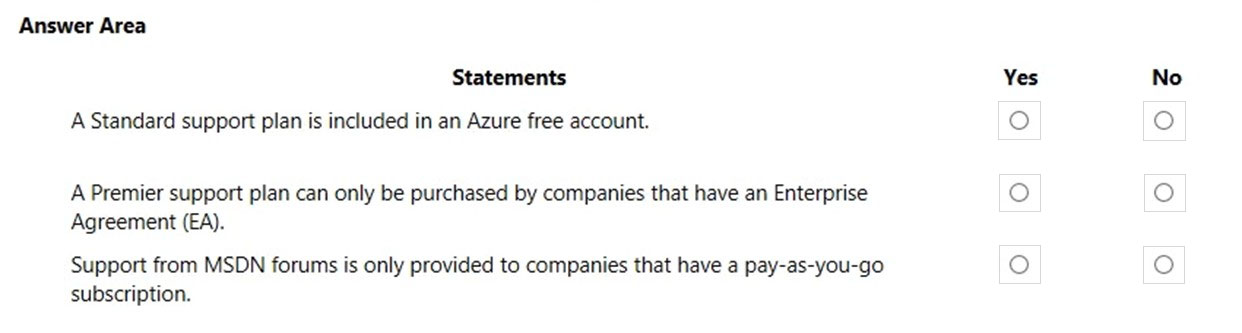 Answer Area
Statements Yes No
A Standard support plan is included in an Azure free account.
A Premier support plan can only be purchased by companies that have an Enterprise
Agreement (EA).
Support from MSDN forums is only provided to companies that have a pay-as-you-go
subscription.